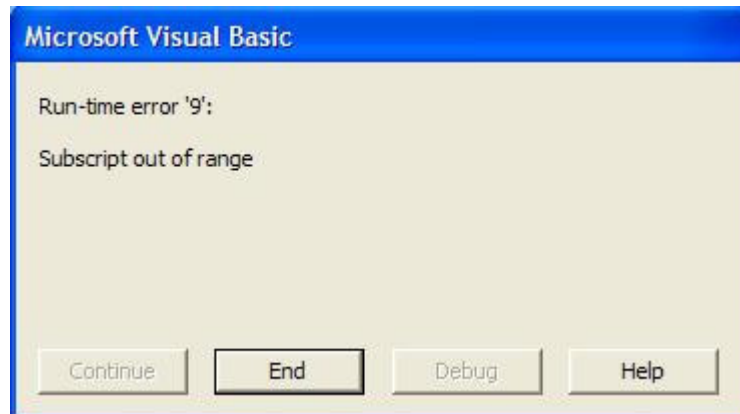 Microsoft Visual Basic
Run-time error '9':
Subscript out of range
Continue End Debug Help